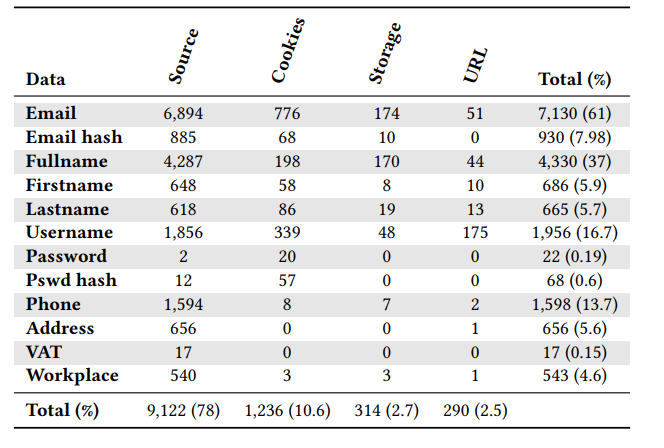 Data Source Cookies Storage URL Total (%)
Email 6,894 776 174 51 7,130 (61)
Email hash 885 68 10 0 930 (7.98)
Fullname 4,287 198 170 44 4,330 (37)
Firstname 648 58 8 10 686 (5.9)
Lastname 618 86 19 13 665 (5.7)
Username 1,856 339 48 175 1,956 (16.7)
Password 2 20 0 0 22 (0.19)
Pswd hash 12 57 0 0 68 (0.6)
Phone 1,594 8 7 2 1,598 (13.7)
Address 656 0 0 1 656 (5.6)
VAT 17 0 0 0 17 (0.15)
Workplace 540 3 3 1 543 (4.6)
Total (%) 9,122 (78) 1,236 (10.6) 314 (2.7) 290 (2.5)